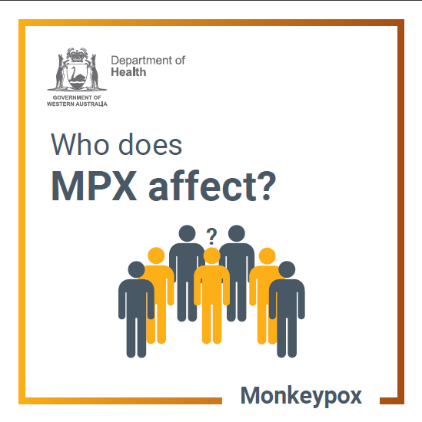 Department of
Health
GOVERNMENT OF
WESTERN AUSTRALIA
Who does
MPX affect?
?
Monkeypox